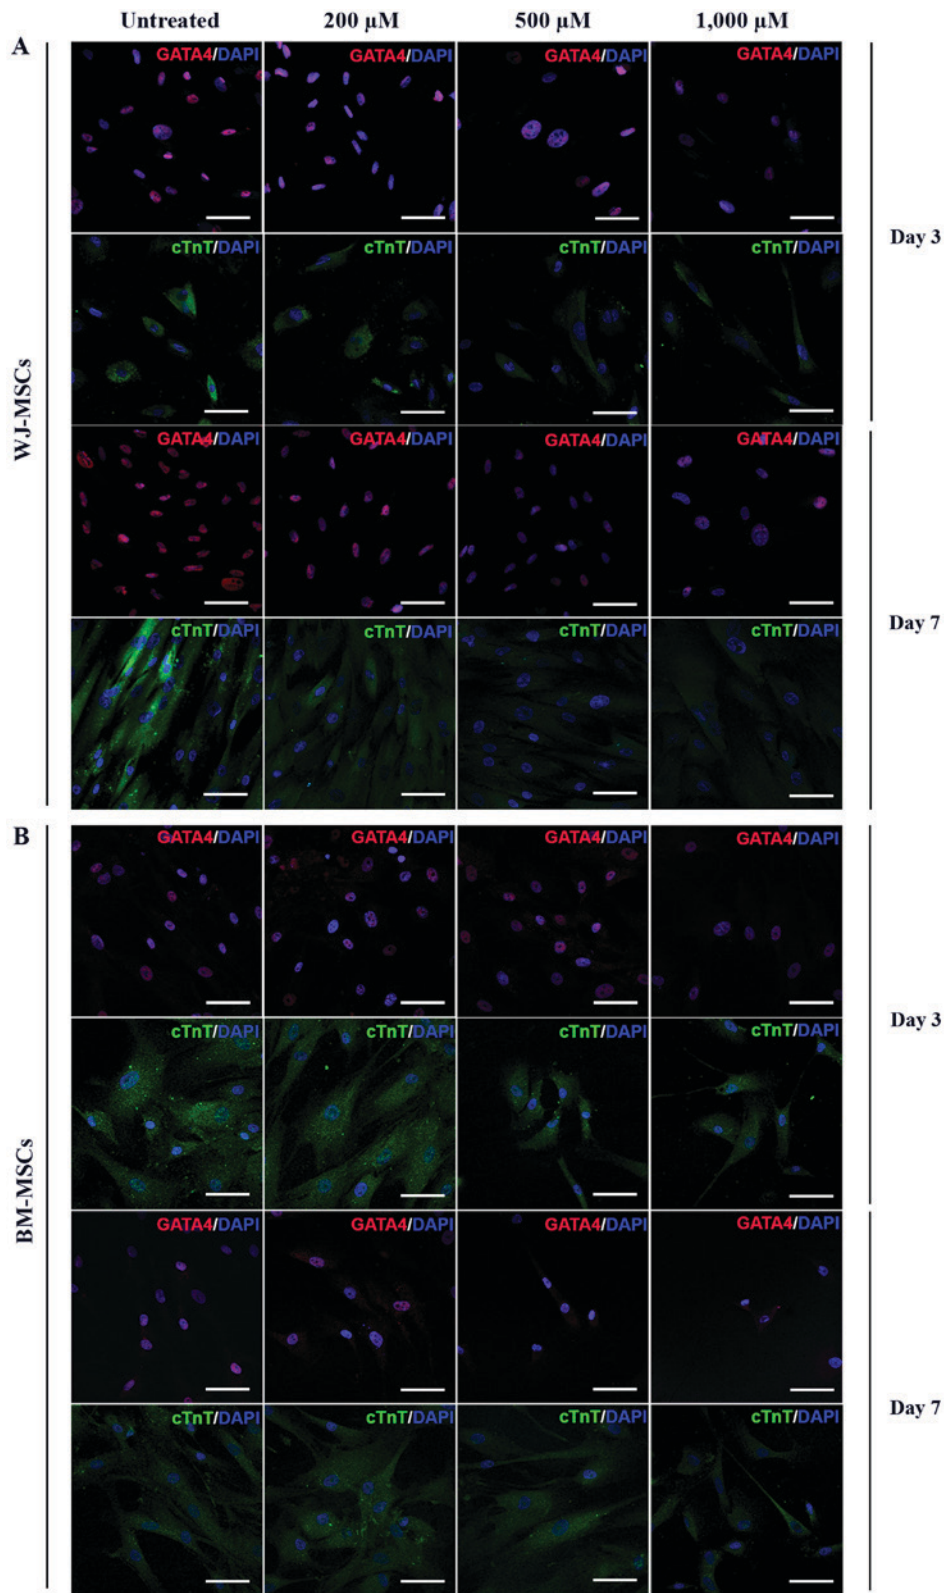 Untreated 200 µM 500 µM 1,000 µM
A
GATA4/DAPI GATA4/DAPI GATA4/DAPI GATA4/DAPI
cTnT/DAPI cTnT/DAPI cTnT/DAPI cTnT/DAPI
Day 3
WJ-MSCs
GATA4/DAPI GATA4/DAPI GATA4/DAPI GATA4/DAPI
cTnT/DAPI cTnT/DAPI cTnT/DAPI cTnT/DAPI
Day 7
B
GATA4/DAPI GATA4/DAPI GATA4/DAPI GATA4/DAPI
cTnT/DAPI cTnT/DAPI cTnT/DAPI cTnT/DAPI
Day 3
BM-MSCs
GATA4/DAPI GATA4/DAPI GATA4/DAPI GATA4/DAPI
cTnT/DAPI cTnT/DAPI cTnT/DAPI cTnT/DAPI
Day 7